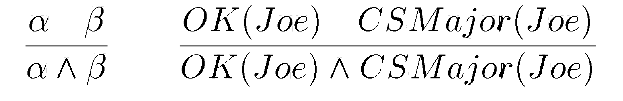 α β OK(Joe) CSMajor(Joe)
α ∧ β OK(Joe) ∧ CSMajor(Joe)